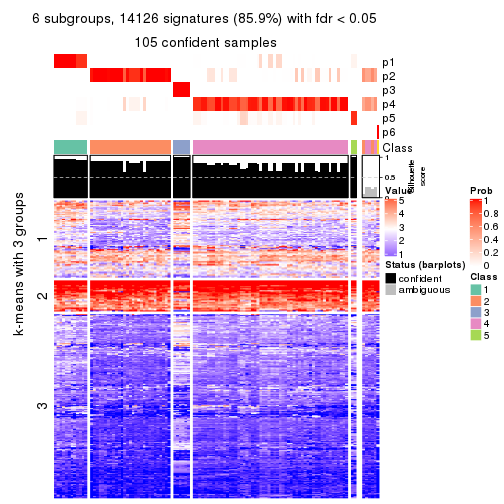 6 subgroups, 14126 signatures (85.9%) with fdr < 0.05
105 confident samples
p1
p2
p3
p4
p5
p6
Class
1
0.5
0
Silhouette
score
k-means with 3 groups
1
2
3
Value
5
4
3
2
1
Status (barplots)
confident
ambiguous
Prob
1
0.8
0.6
0.4
0.2
0
Class
1
2
3
4
5